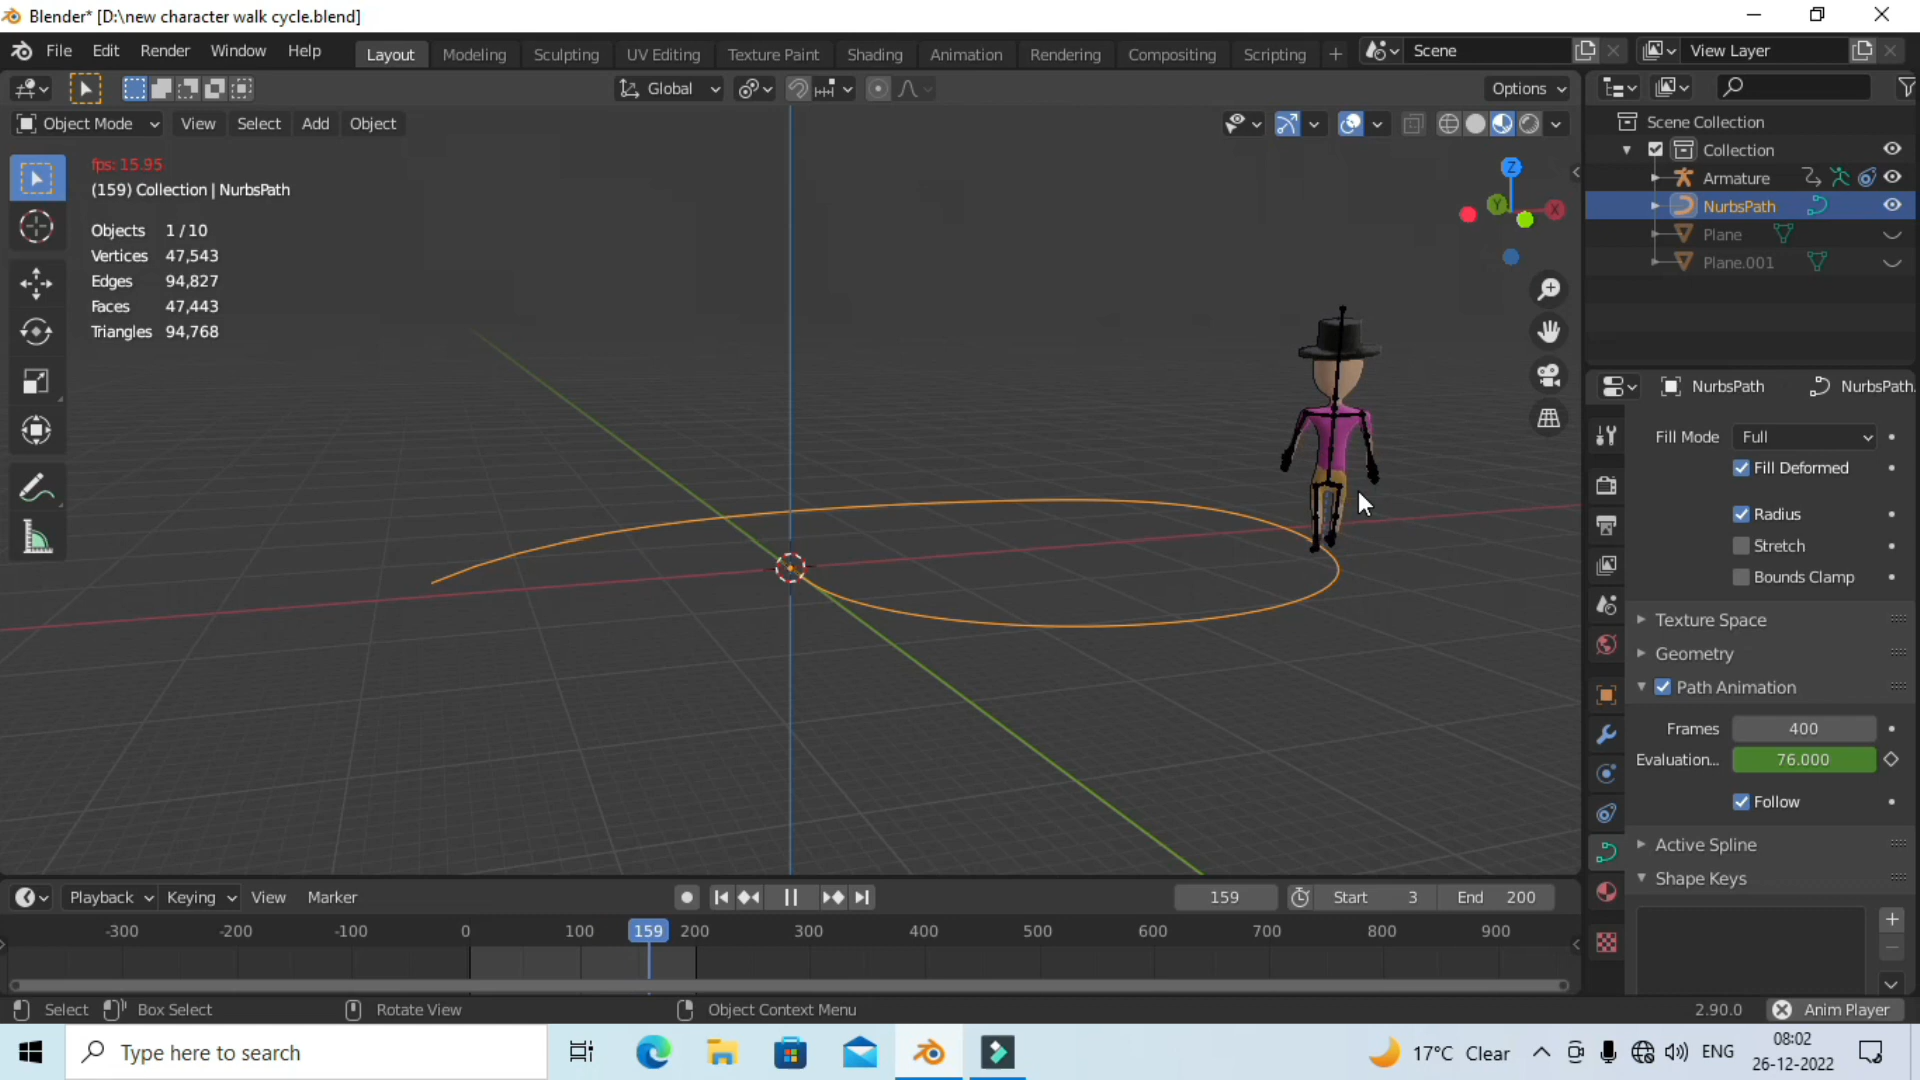 Blender* [D:\new character walk cycle.blend]
File Edit Render Window Help
Layout Modeling Sculpting UV Editing Texture Paint Shading Animation Rendering Compositing Scripting +
Scene
View Layer
Global
Options
Object Mode View Select Add Object
fps: 15.95
(159) Collection | NurbsPath
Objects 1 / 10
Vertices 47,543
Edges 94,827
Faces 47,443
Triangles 94,768
Z
Y
X
Scene Collection
Collection
Armature
NurbsPath
Plane
Plane.001
NurbsPath NurbsPath.
Fill Mode Full
Fill Deformed
Radius
Stretch
Bounds Clamp
Texture Space
Geometry
Path Animation
Frames 400
Evaluation... 76.000
Follow
Active Spline
Shape Keys
Playback Keying View Marker
159 Start 3 End 200
-300 -200 -100 0 100 159 200 300 400 500 600 700 800 900
Select Box Select Rotate View Object Context Menu 2.90.0 Anim Player
Type here to search
17°C Clear
ENG
08:02
26-12-2022